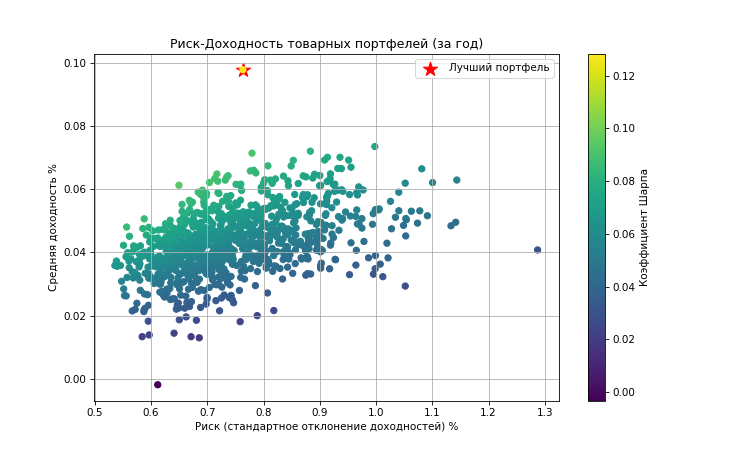 Риск-Доходность товарных портфелей (за год)
Лучший портфель
0.10
0.08
0.06
0.04
0.02
0.00
Средняя доходность %
0.5 0.6 0.7 0.8 0.9 1.0 1.1 1.2 1.3
Риск (стандартное отклонение доходностей) %
0.12
0.10
0.08
0.06
0.04
0.02
0.00
Коэффициент Шарпа